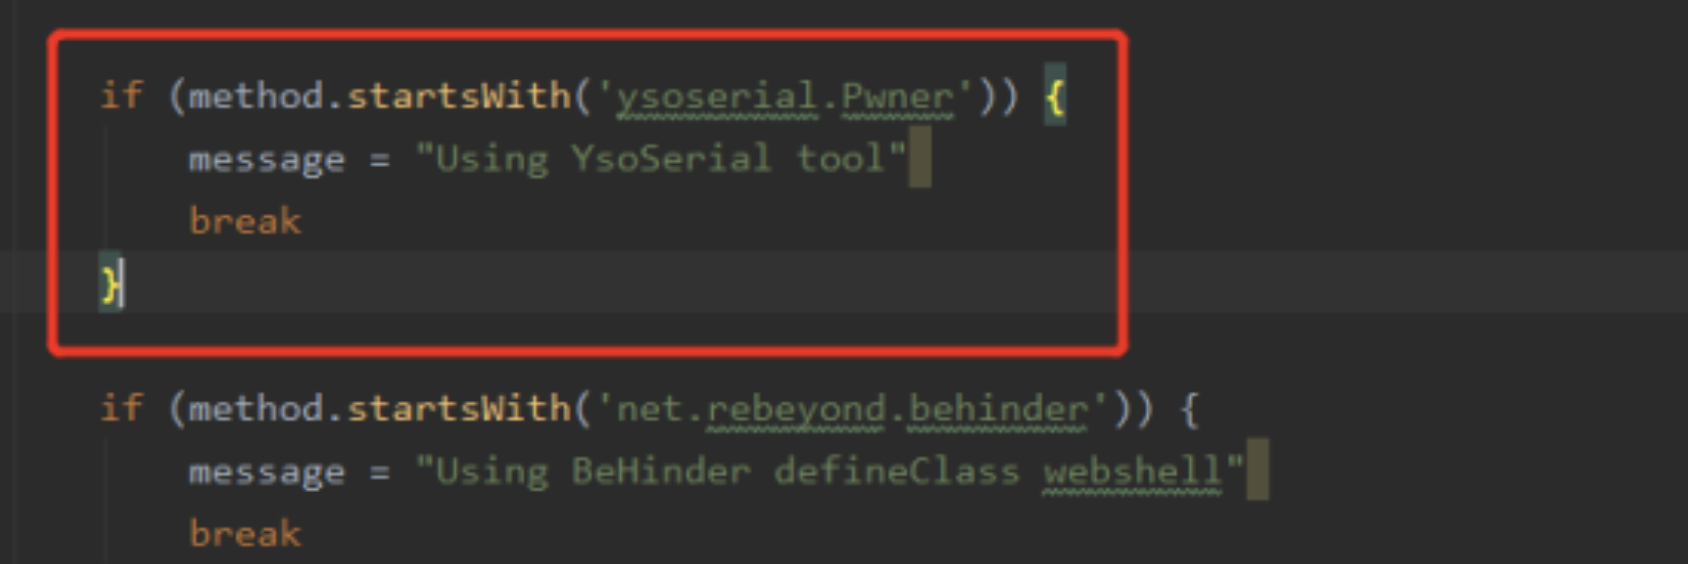 if (method.startsWith('ysoserial.Pwner')) {
message = "Using YsoSerial tool"
break
}
if (method.startsWith('net.rebeyond.behinder')) {
message = "Using BeHinder defineClass webshell"
break